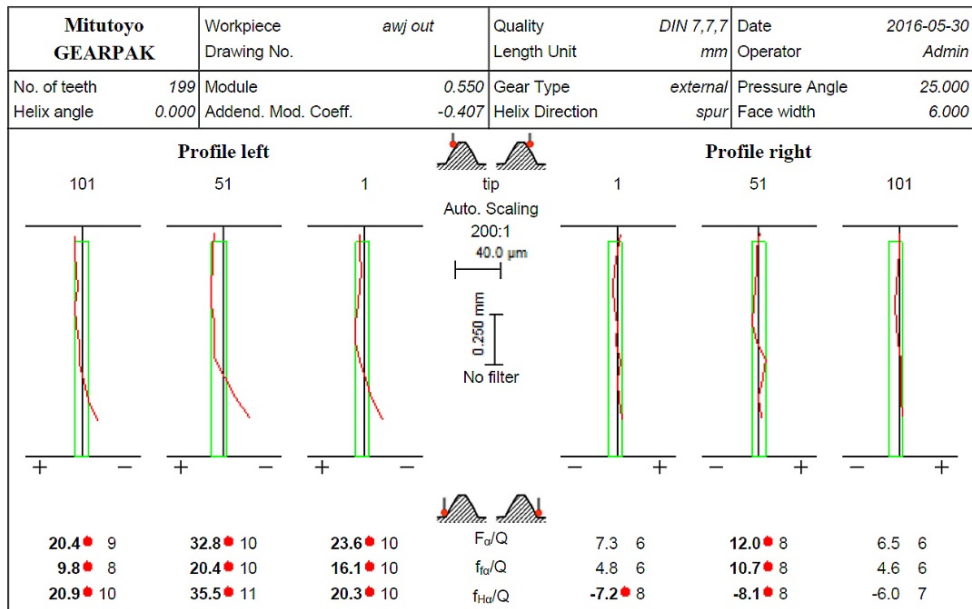 Mitutoyo Workpiece awj out Quality DIN 7,7,7 Date 2016-05-30
GEARPAK Drawing No. Length Unit mm Operator Admin
No. of teeth 199 Module 0.550 Gear Type external Pressure Angle 25.000
Helix angle 0.000 Addend. Mod. Coeff. -0.407 Helix Direction spur Face width 6.000
Profile left Profile right
101 51 1 tip 1 51 101
Auto. Scaling
200:1
40.0 µm
0.250 mm
No filter
+ − + − + − − + − + − +
20.4 9 32.8 10 23.6 10 Fα/Q 7.3 6 12.0 8 6.5 6
9.8 8 20.4 10 16.1 10 ffα/Q 4.8 6 10.7 8 4.6 6
20.9 10 35.5 11 20.3 10 fHα/Q -7.2 8 -8.1 8 -6.0 7